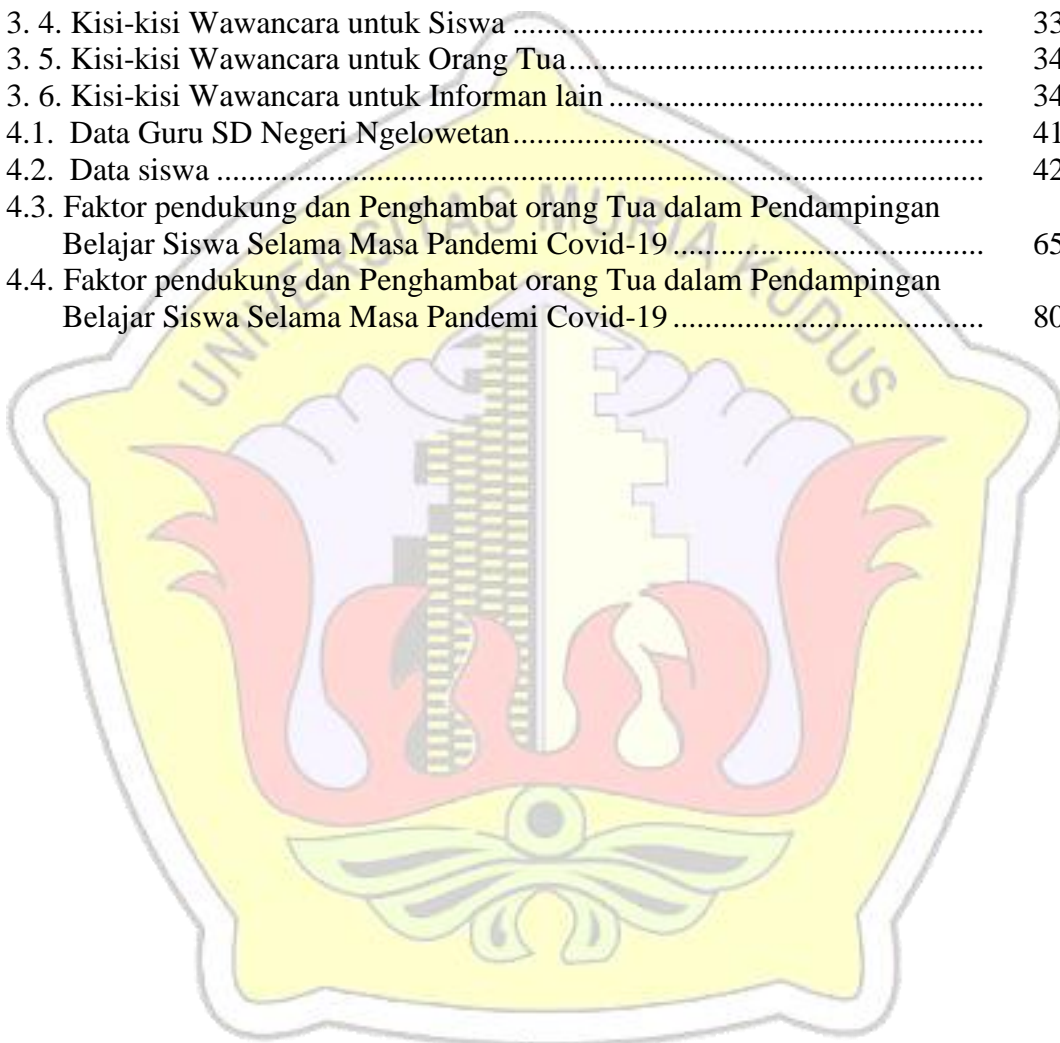 3. 4. Kisi-kisi Wawancara untuk Siswa ................................................................ 33
3. 5. Kisi-kisi Wawancara untuk Orang Tua........................................................ 34
3. 6. Kisi-kisi Wawancara untuk Informan lain .................................................. 34
4.1. Data Guru SD Negeri Ngelowetan................................................................ 41
4.2. Data siswa ..................................................................................................... 42
4.3. Faktor pendukung dan Penghambat orang Tua dalam Pendampingan
Belajar Siswa Selama Masa Pandemi Covid-19 .......................................... 65
4.4. Faktor pendukung dan Penghambat orang Tua dalam Pendampingan
Belajar Siswa Selama Masa Pandemi Covid-19 .......................................... 80
UNIVERSITAS MURIA KUDUS